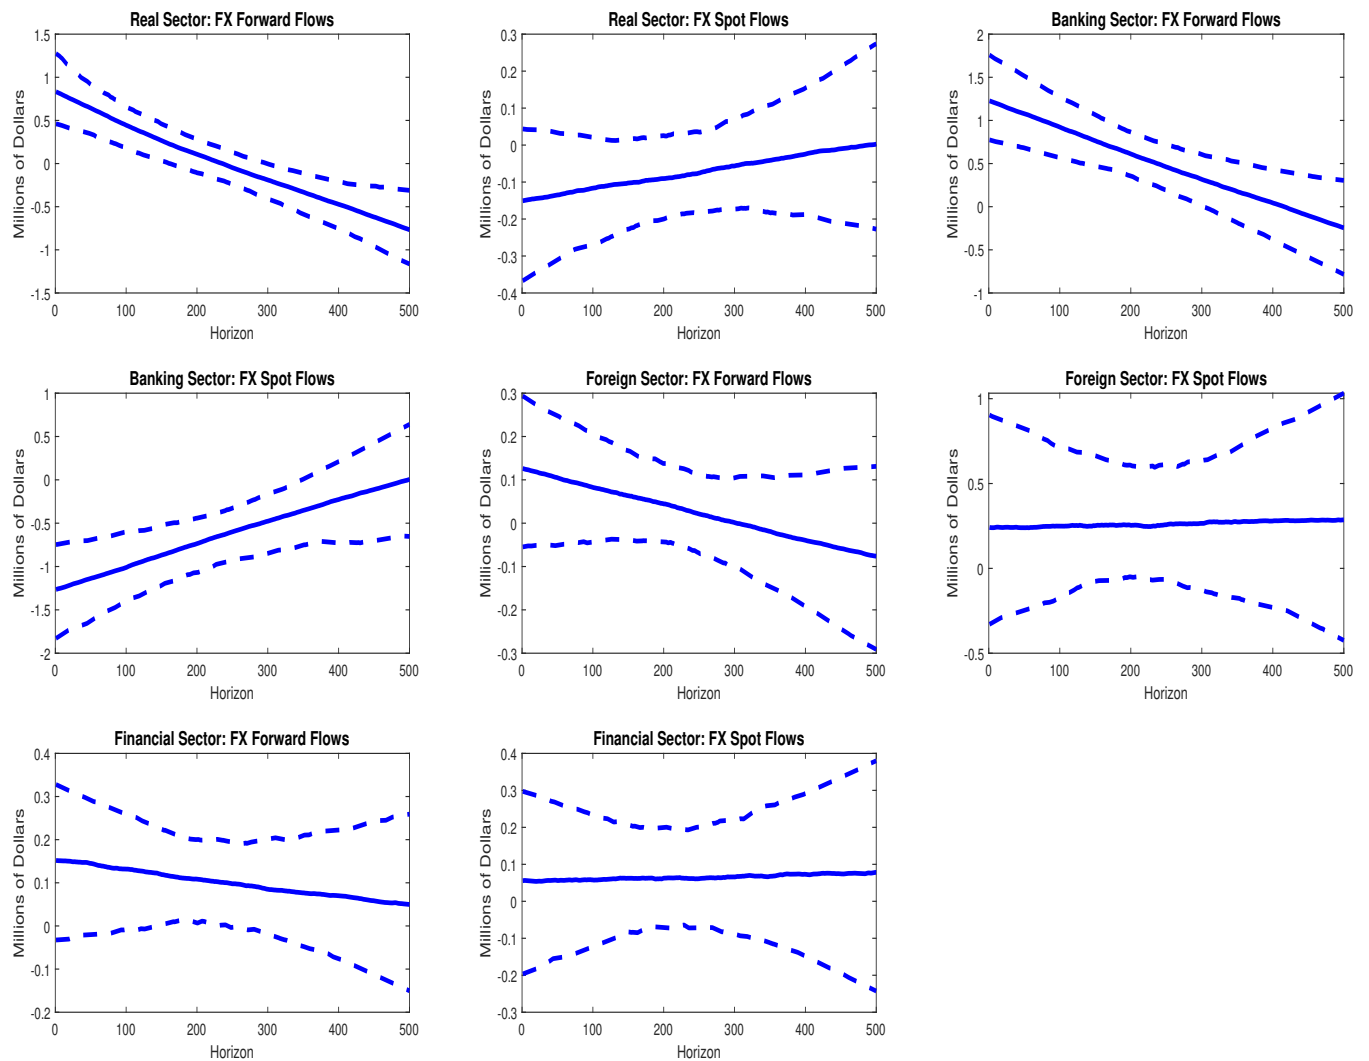 Real Sector: FX Forward Flows
Millions of Dollars
1.5
1
0.5
0
-0.5
-1
-1.5
0 100 200 300 400 500
Horizon
Real Sector: FX Spot Flows
Millions of Dollars
0.3
0.2
0.1
0
-0.1
-0.2
-0.3
-0.4
0 100 200 300 400 500
Horizon
Banking Sector: FX Forward Flows
Millions of Dollars
2
1.5
1
0.5
0
-0.5
-1
0 100 200 300 400 500
Horizon
Banking Sector: FX Spot Flows
Millions of Dollars
1
0.5
0
-0.5
-1
-1.5
-2
0 100 200 300 400 500
Horizon
Foreign Sector: FX Forward Flows
Millions of Dollars
0.3
0.2
0.1
0
-0.1
-0.2
-0.3
0 100 200 300 400 500
Horizon
Foreign Sector: FX Spot Flows
Millions of Dollars
1
0.5
0
-0.5
0 100 200 300 400 500
Horizon
Financial Sector: FX Forward Flows
Millions of Dollars
0.4
0.3
0.2
0.1
0
-0.1
-0.2
0 100 200 300 400 500
Horizon
Financial Sector: FX Spot Flows
Millions of Dollars
0.4
0.3
0.2
0.1
0
-0.1
-0.2
-0.3
0 100 200 300 400 500
Horizon